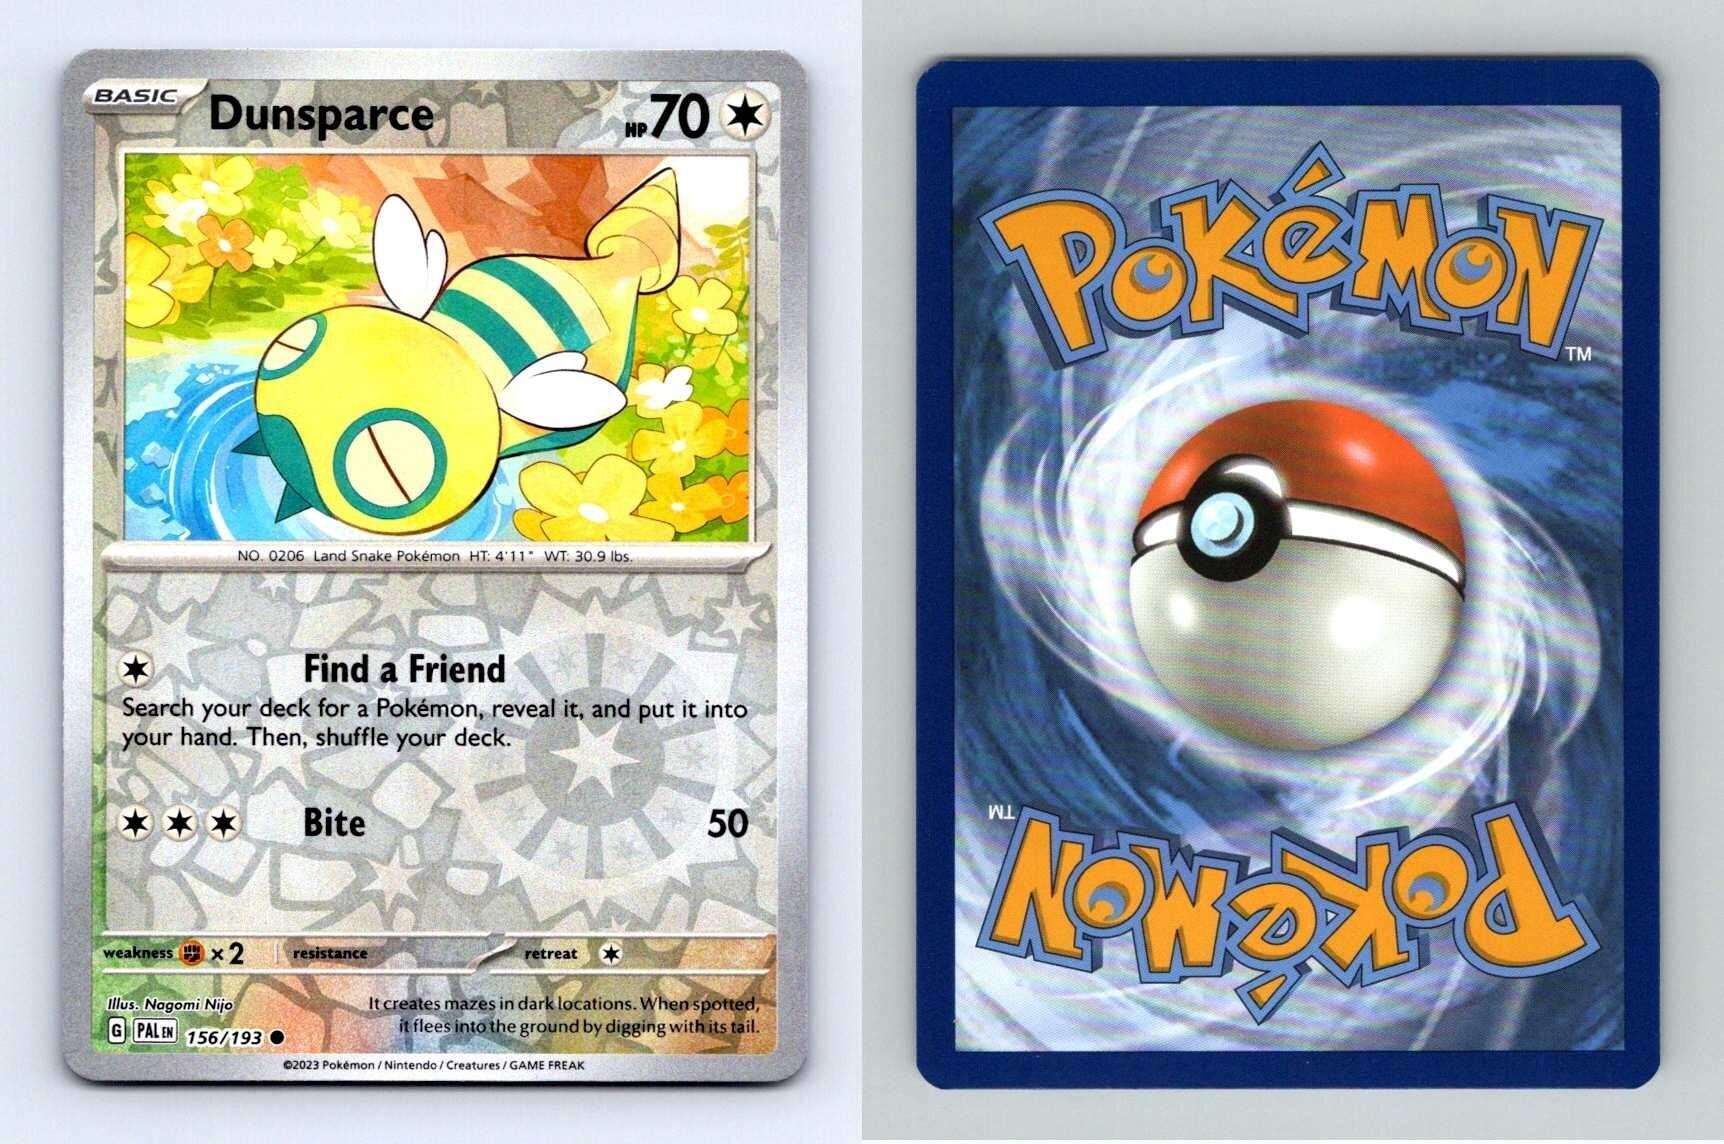 BASIC Dunsparce HP 70
NO. 0206 Land Snake Pokémon HT: 4'11" WT: 30.9 lbs.
Find a Friend
Search your deck for a Pokémon, reveal it, and put it into
your hand. Then, shuffle your deck.
Bite 50
weakness × 2 resistance retreat
Illus. Nagomi Nijo
G PAL EN 156/193
It creates mazes in dark locations. When spotted,
it flees into the ground by digging with its tail.
©2023 Pokémon / Nintendo / Creatures / GAME FREAK
POKéMON
TM
TM
POKéMON